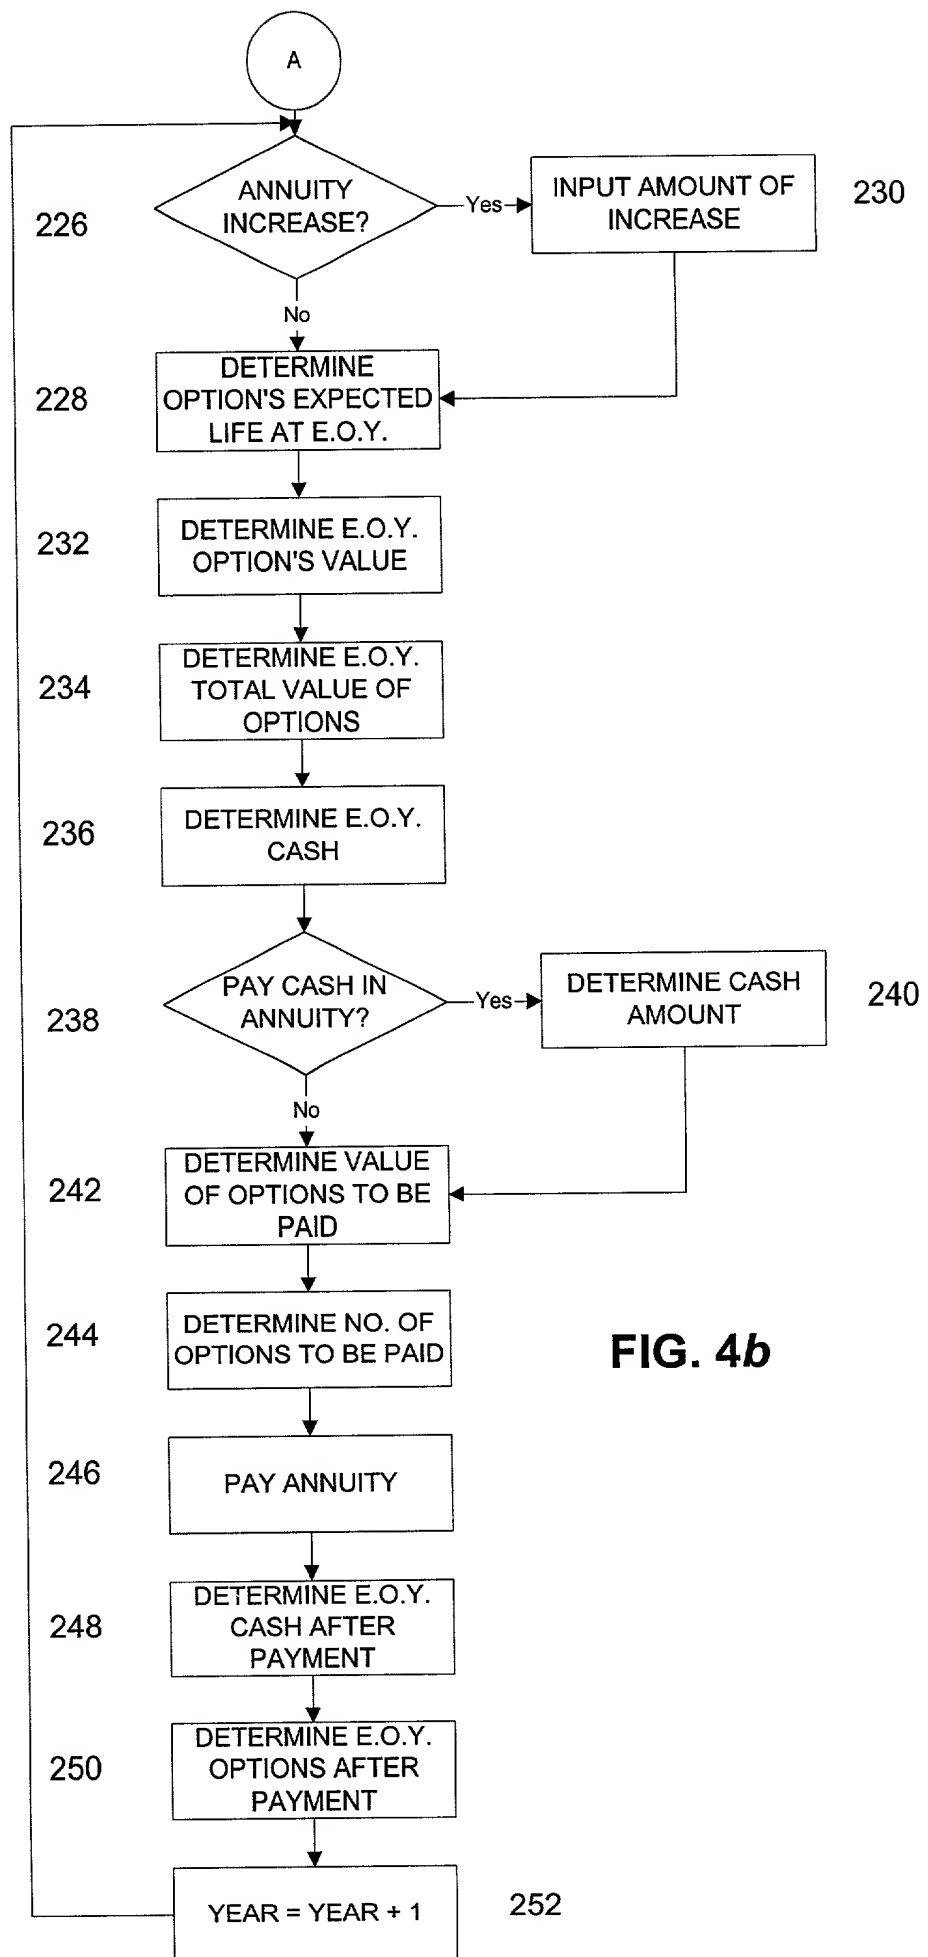 A
ANNUITY
INCREASE?
226
Yes
INPUT AMOUNT OF
INCREASE
230
No
DETERMINE
OPTION'S EXPECTED
LIFE AT E.O.Y.
228
DETERMINE E.O.Y.
OPTION'S VALUE
232
DETERMINE E.O.Y.
TOTAL VALUE OF
OPTIONS
234
DETERMINE E.O.Y.
CASH
236
PAY CASH IN
ANNUITY?
238
Yes
DETERMINE CASH
AMOUNT
240
No
DETERMINE VALUE
OF OPTIONS TO BE
PAID
242
DETERMINE NO. OF
OPTIONS TO BE PAID
244
FIG. 4b
PAY ANNUITY
246
DETERMINE E.O.Y.
CASH AFTER
PAYMENT
248
DETERMINE E.O.Y.
OPTIONS AFTER
PAYMENT
250
YEAR = YEAR + 1
252